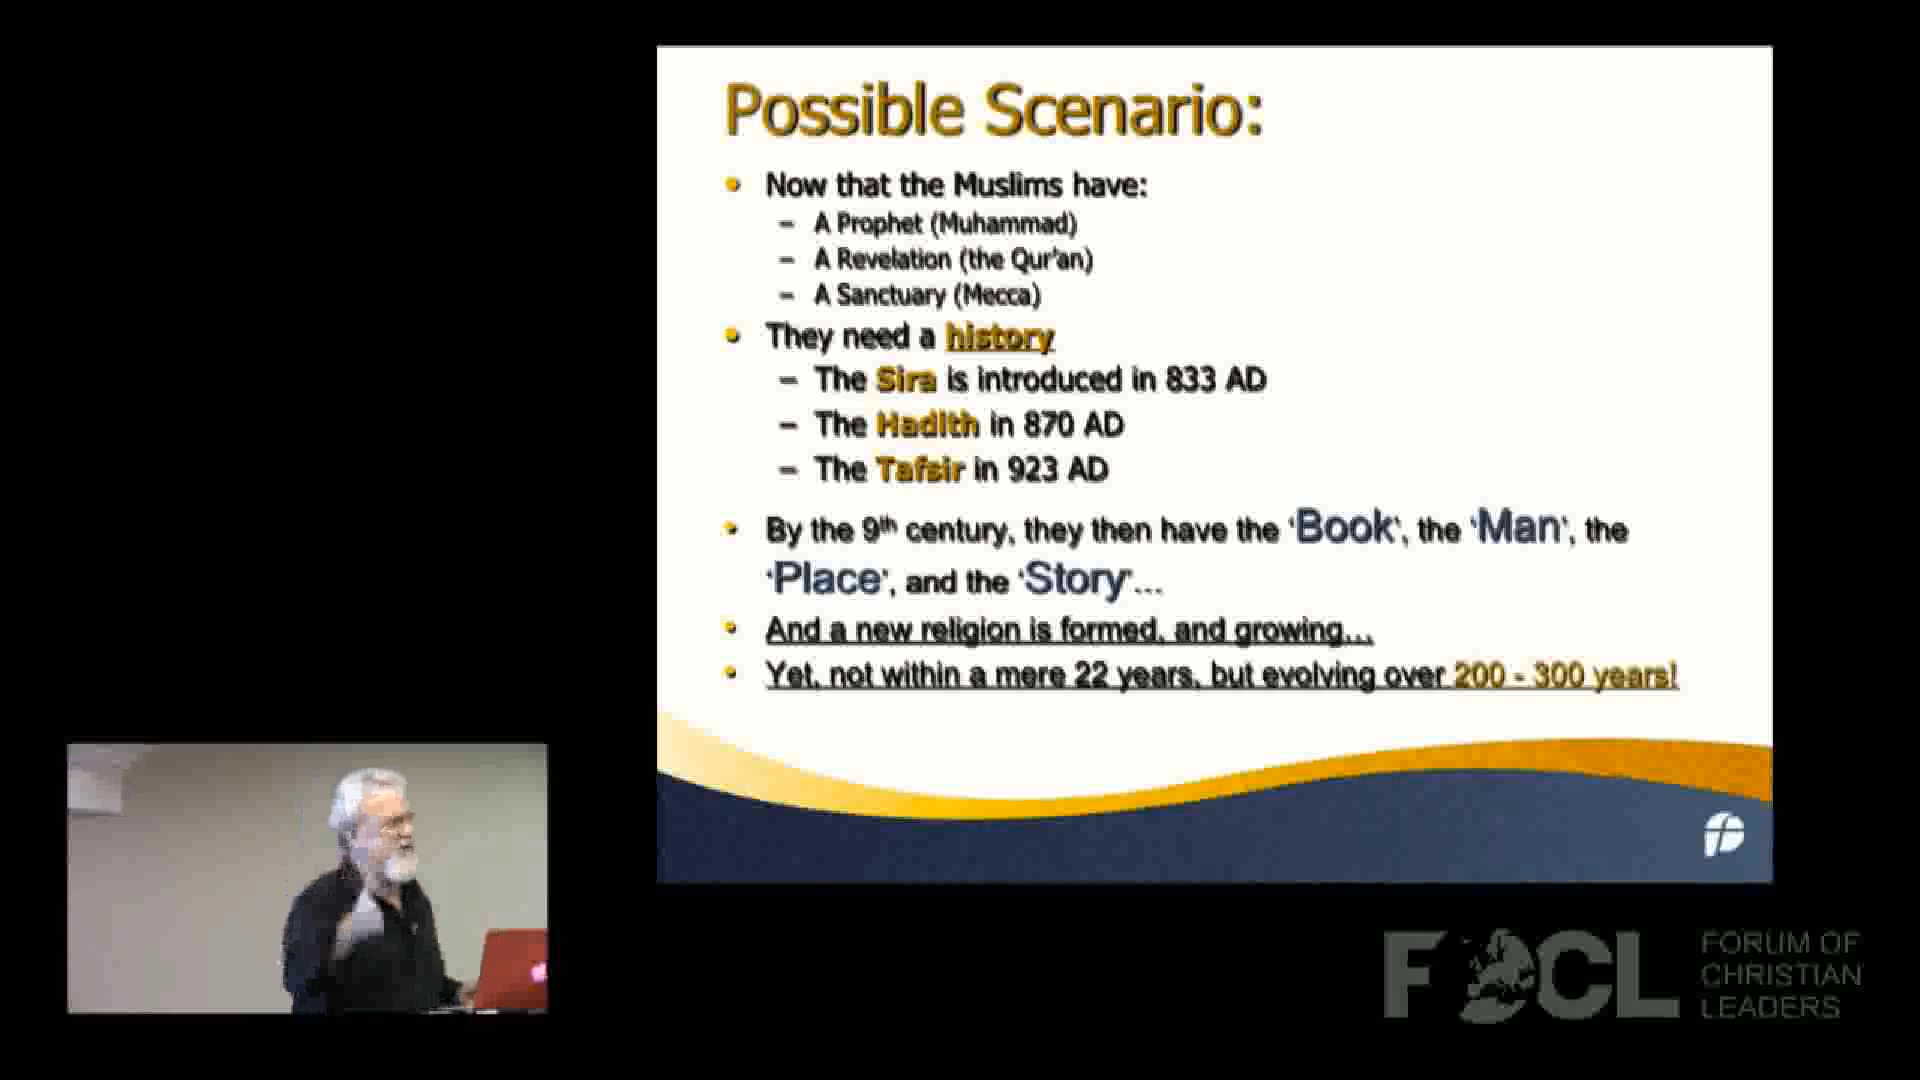 Possible Scenario:
• Now that the Muslims have:
– A Prophet (Muhammad)
– A Revelation (the Qur'an)
– A Sanctuary (Mecca)
• They need a history
– The Sira is introduced in 833 AD
– The Hadith in 870 AD
– The Tafsir in 923 AD
• By the 9th century, they then have the 'Book', the 'Man', the
'Place', and the 'Story'...
• And a new religion is formed, and growing...
• Yet, not within a mere 22 years, but evolving over 200 - 300 years!
FOCL
FORUM OF
CHRISTIAN
LEADERS